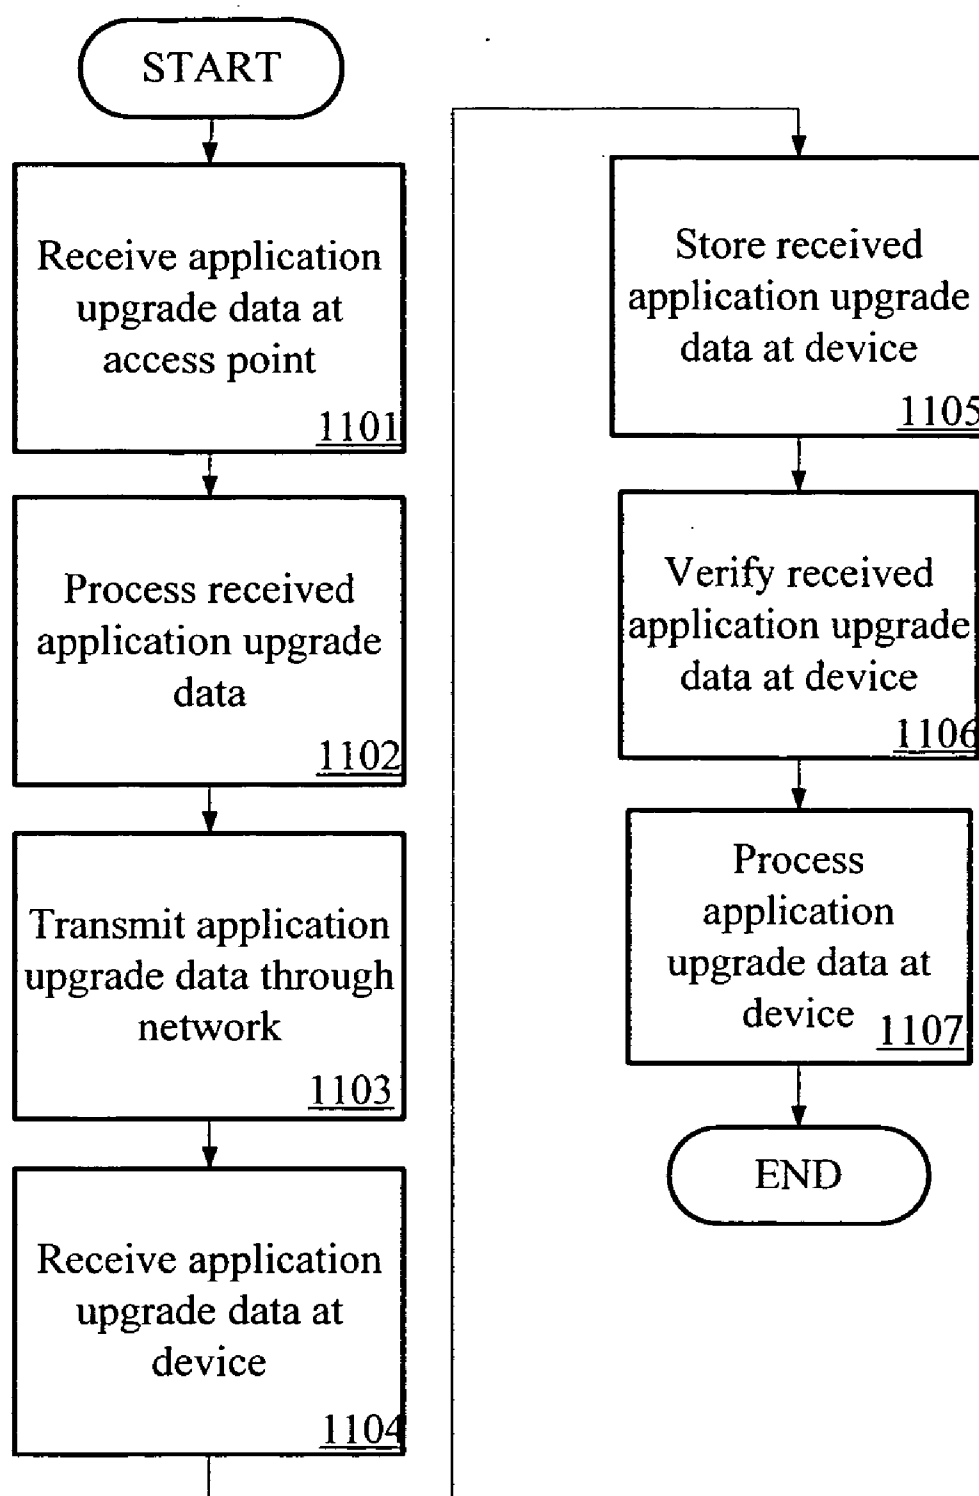 START
Receive application
upgrade data at
access point
1101
Process received
application upgrade
data
1102
Transmit application
upgrade data through
network
1103
Receive application
upgrade data at
device
1104
Store received
application upgrade
data at device
1105
Verify received
application upgrade
data at device
1106
Process
application
upgrade data at
device
1107
END